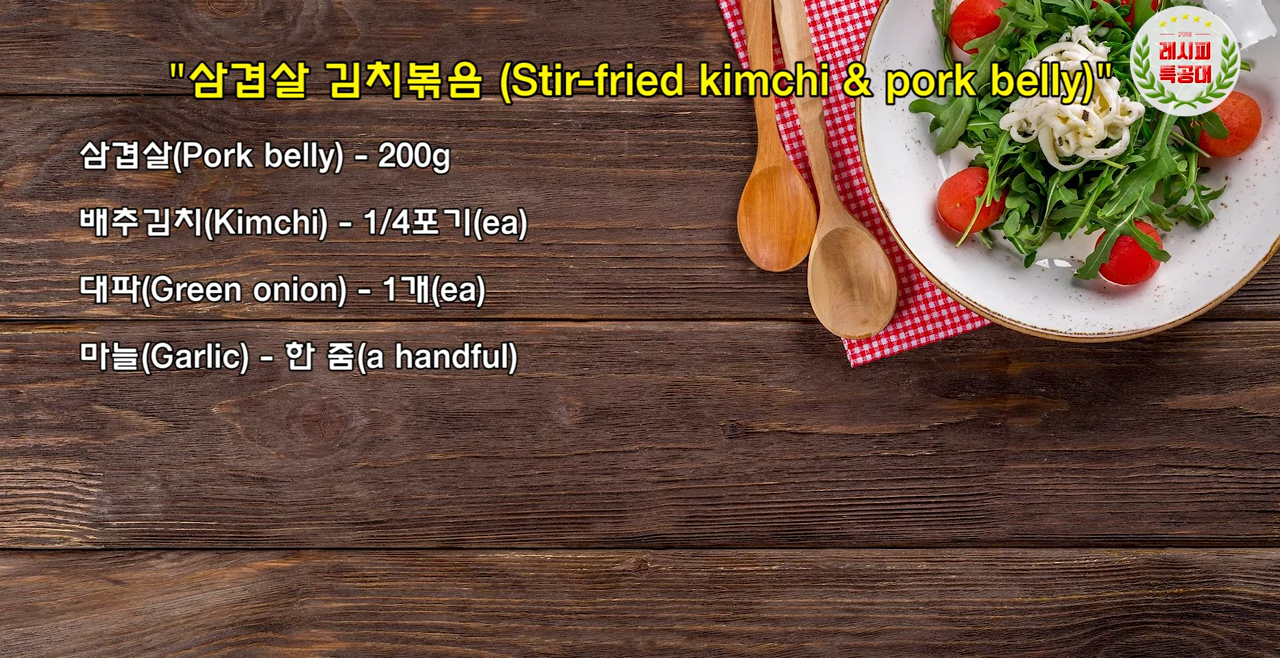 "삼겹살 김치볶음 (Stir-fried kimchi & pork belly)"
2018
레시피
특공대
삼겹살(Pork belly) - 200g
배추김치(Kimchi) - 1/4포기(ea)
대파(Green onion) - 1개(ea)
마늘(Garlic) - 한 줌(a handful)